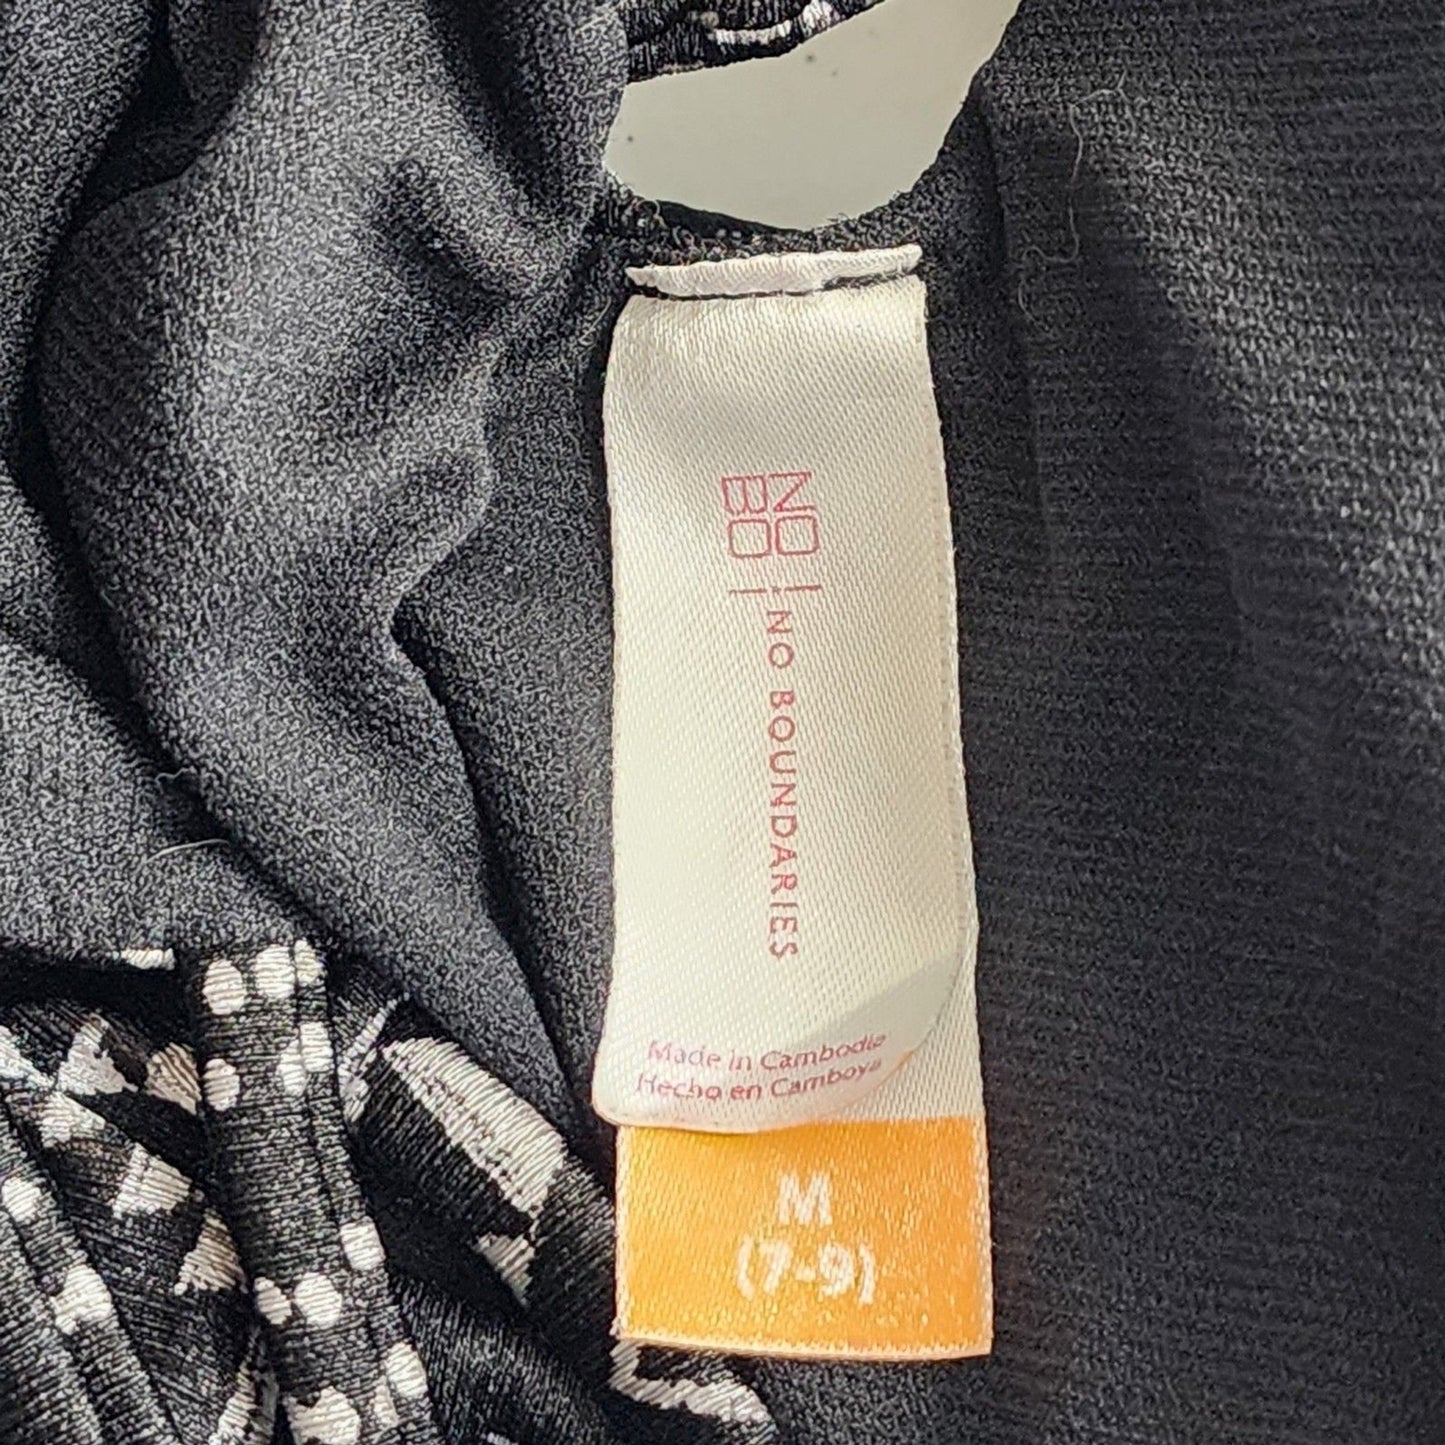 NO
BO
NO BOUNDARIES
Made in Cambodia
Hecho en Camboya
M
(7-9)